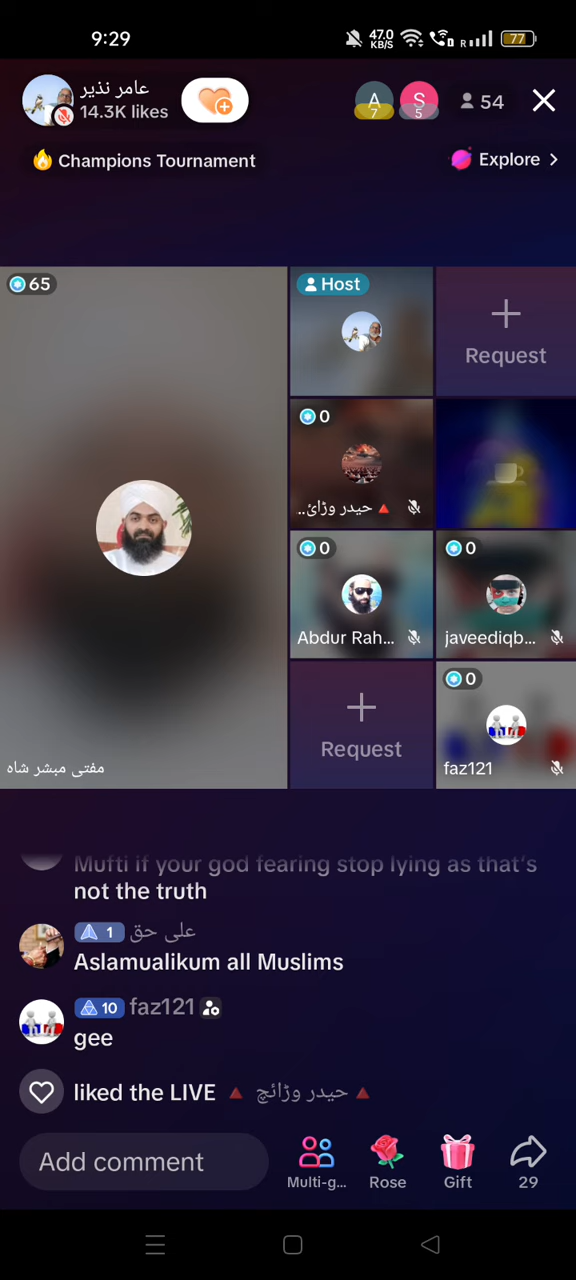 9:29
47.0
KB/S
R
77
عامر نذیر
14.3K likes
A
7
S
5
54
Champions Tournament
Explore >
65
Host
Request
0
حیدر وڑائ..
0
Abdur Rah...
0
javeediqb...
Request
0
faz121
مفتی مبشر شاہ
Mufti if your god fearing stop lying as that's
not the truth
1 علی حق
Aslamualikum all Muslims
10 faz121
gee
liked the LIVE 🔺 حیدر وڑائچ 🔺
Add comment
Multi-g...
Rose
Gift
29